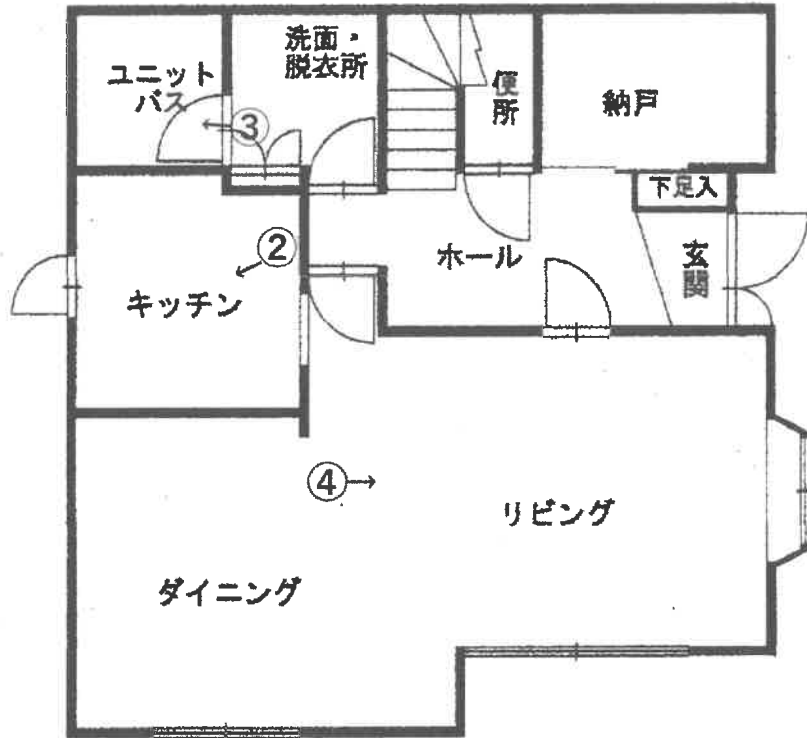 洗面・
脱衣所
ユニット
バス
便
所
納戸
③
下足入
②
ホール
玄
関
キッチン
④
リビング
ダイニング